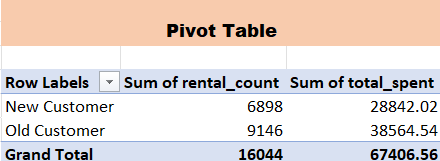 Pivot Table
Row Labels Sum of rental_count Sum of total_spent
New Customer 6898 28842.02
Old Customer 9146 38564.54
Grand Total 16044 67406.56